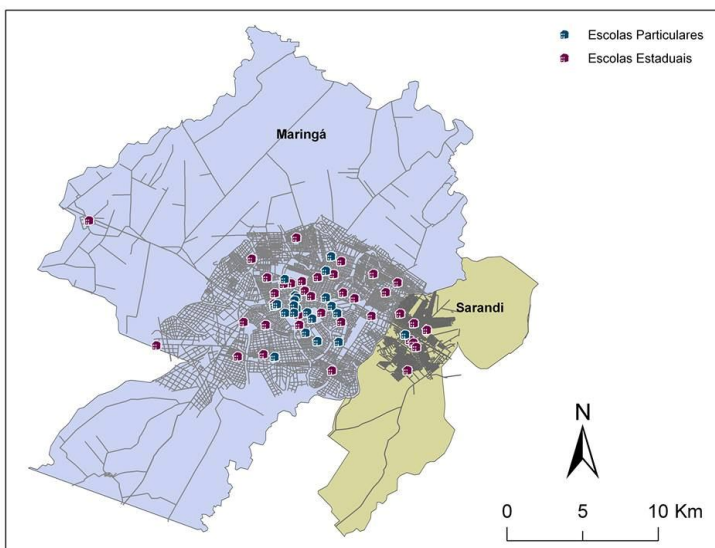 Escolas Particulares
Escolas Estaduais
Maringá
Sarandi
N
0 5 10 Km